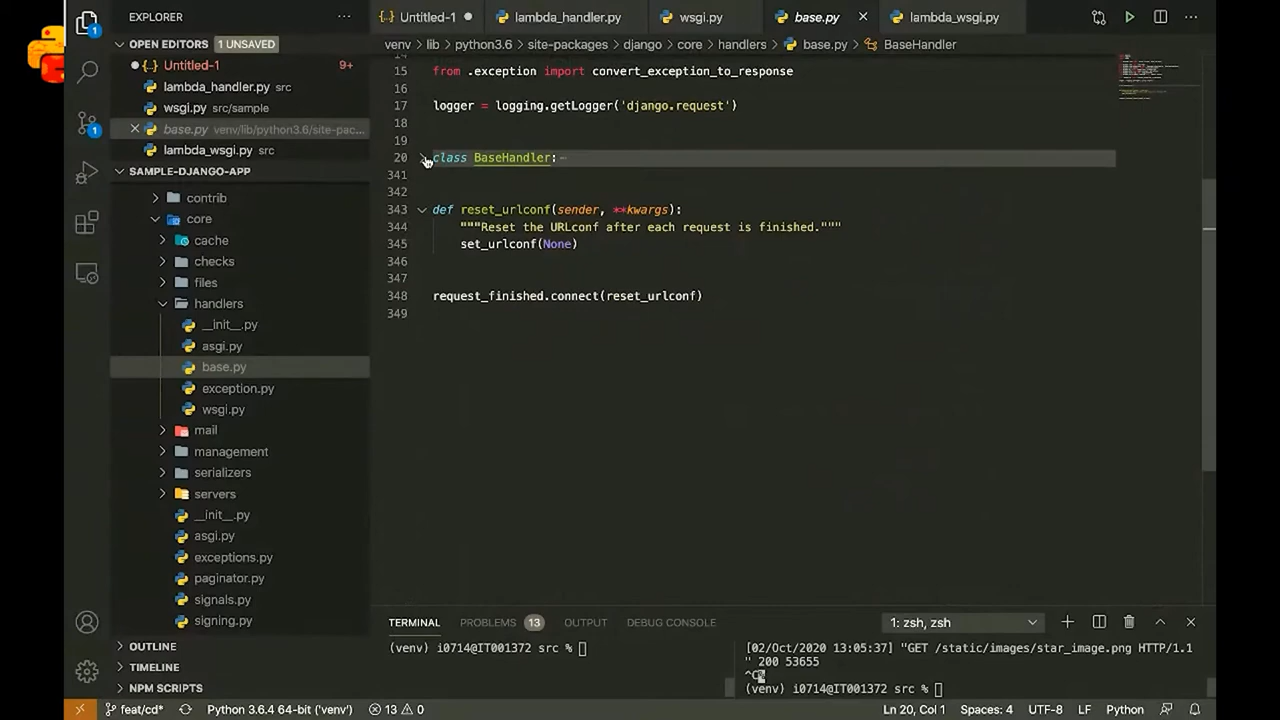 EXPLORER
OPEN EDITORS 1 UNSAVED
Untitled-1 9+
lambda_handler.py src
wsgi.py src/sample
base.py venv/lib/python3.6/site-pac...
lambda_wsgi.py src
SAMPLE-DJANGO-APP
contrib
core
cache
checks
files
handlers
__init__.py
asgi.py
base.py
exception.py
wsgi.py
mail
management
serializers
servers
__init__.py
asgi.py
exceptions.py
paginator.py
signals.py
signing.py
OUTLINE
TIMELINE
NPM SCRIPTS
1
1
Untitled-1 lambda_handler.py wsgi.py base.py lambda_wsgi.py
venv > lib > python3.6 > site-packages > django > core > handlers > base.py > BaseHandler
15 from .exception import convert_exception_to_response
16
17 logger = logging.getLogger('django.request')
18
19
20 class BaseHandler:
341
342
343 def reset_urlconf(sender, **kwargs):
344 """Reset the URLconf after each request is finished."""
345 set_urlconf(None)
346
347
348 request_finished.connect(reset_urlconf)
349
TERMINAL PROBLEMS 13 OUTPUT DEBUG CONSOLE 1: zsh, zsh
(venv) i0714@IT001372 src %
[02/Oct/2020 13:05:37] "GET /static/images/star_image.png HTTP/1.1
" 200 53655
^C%
(venv) i0714@IT001372 src %
feat/cd* Python 3.6.4 64-bit ('venv') 13 0 Ln 20, Col 1 Spaces: 4 UTF-8 LF Python